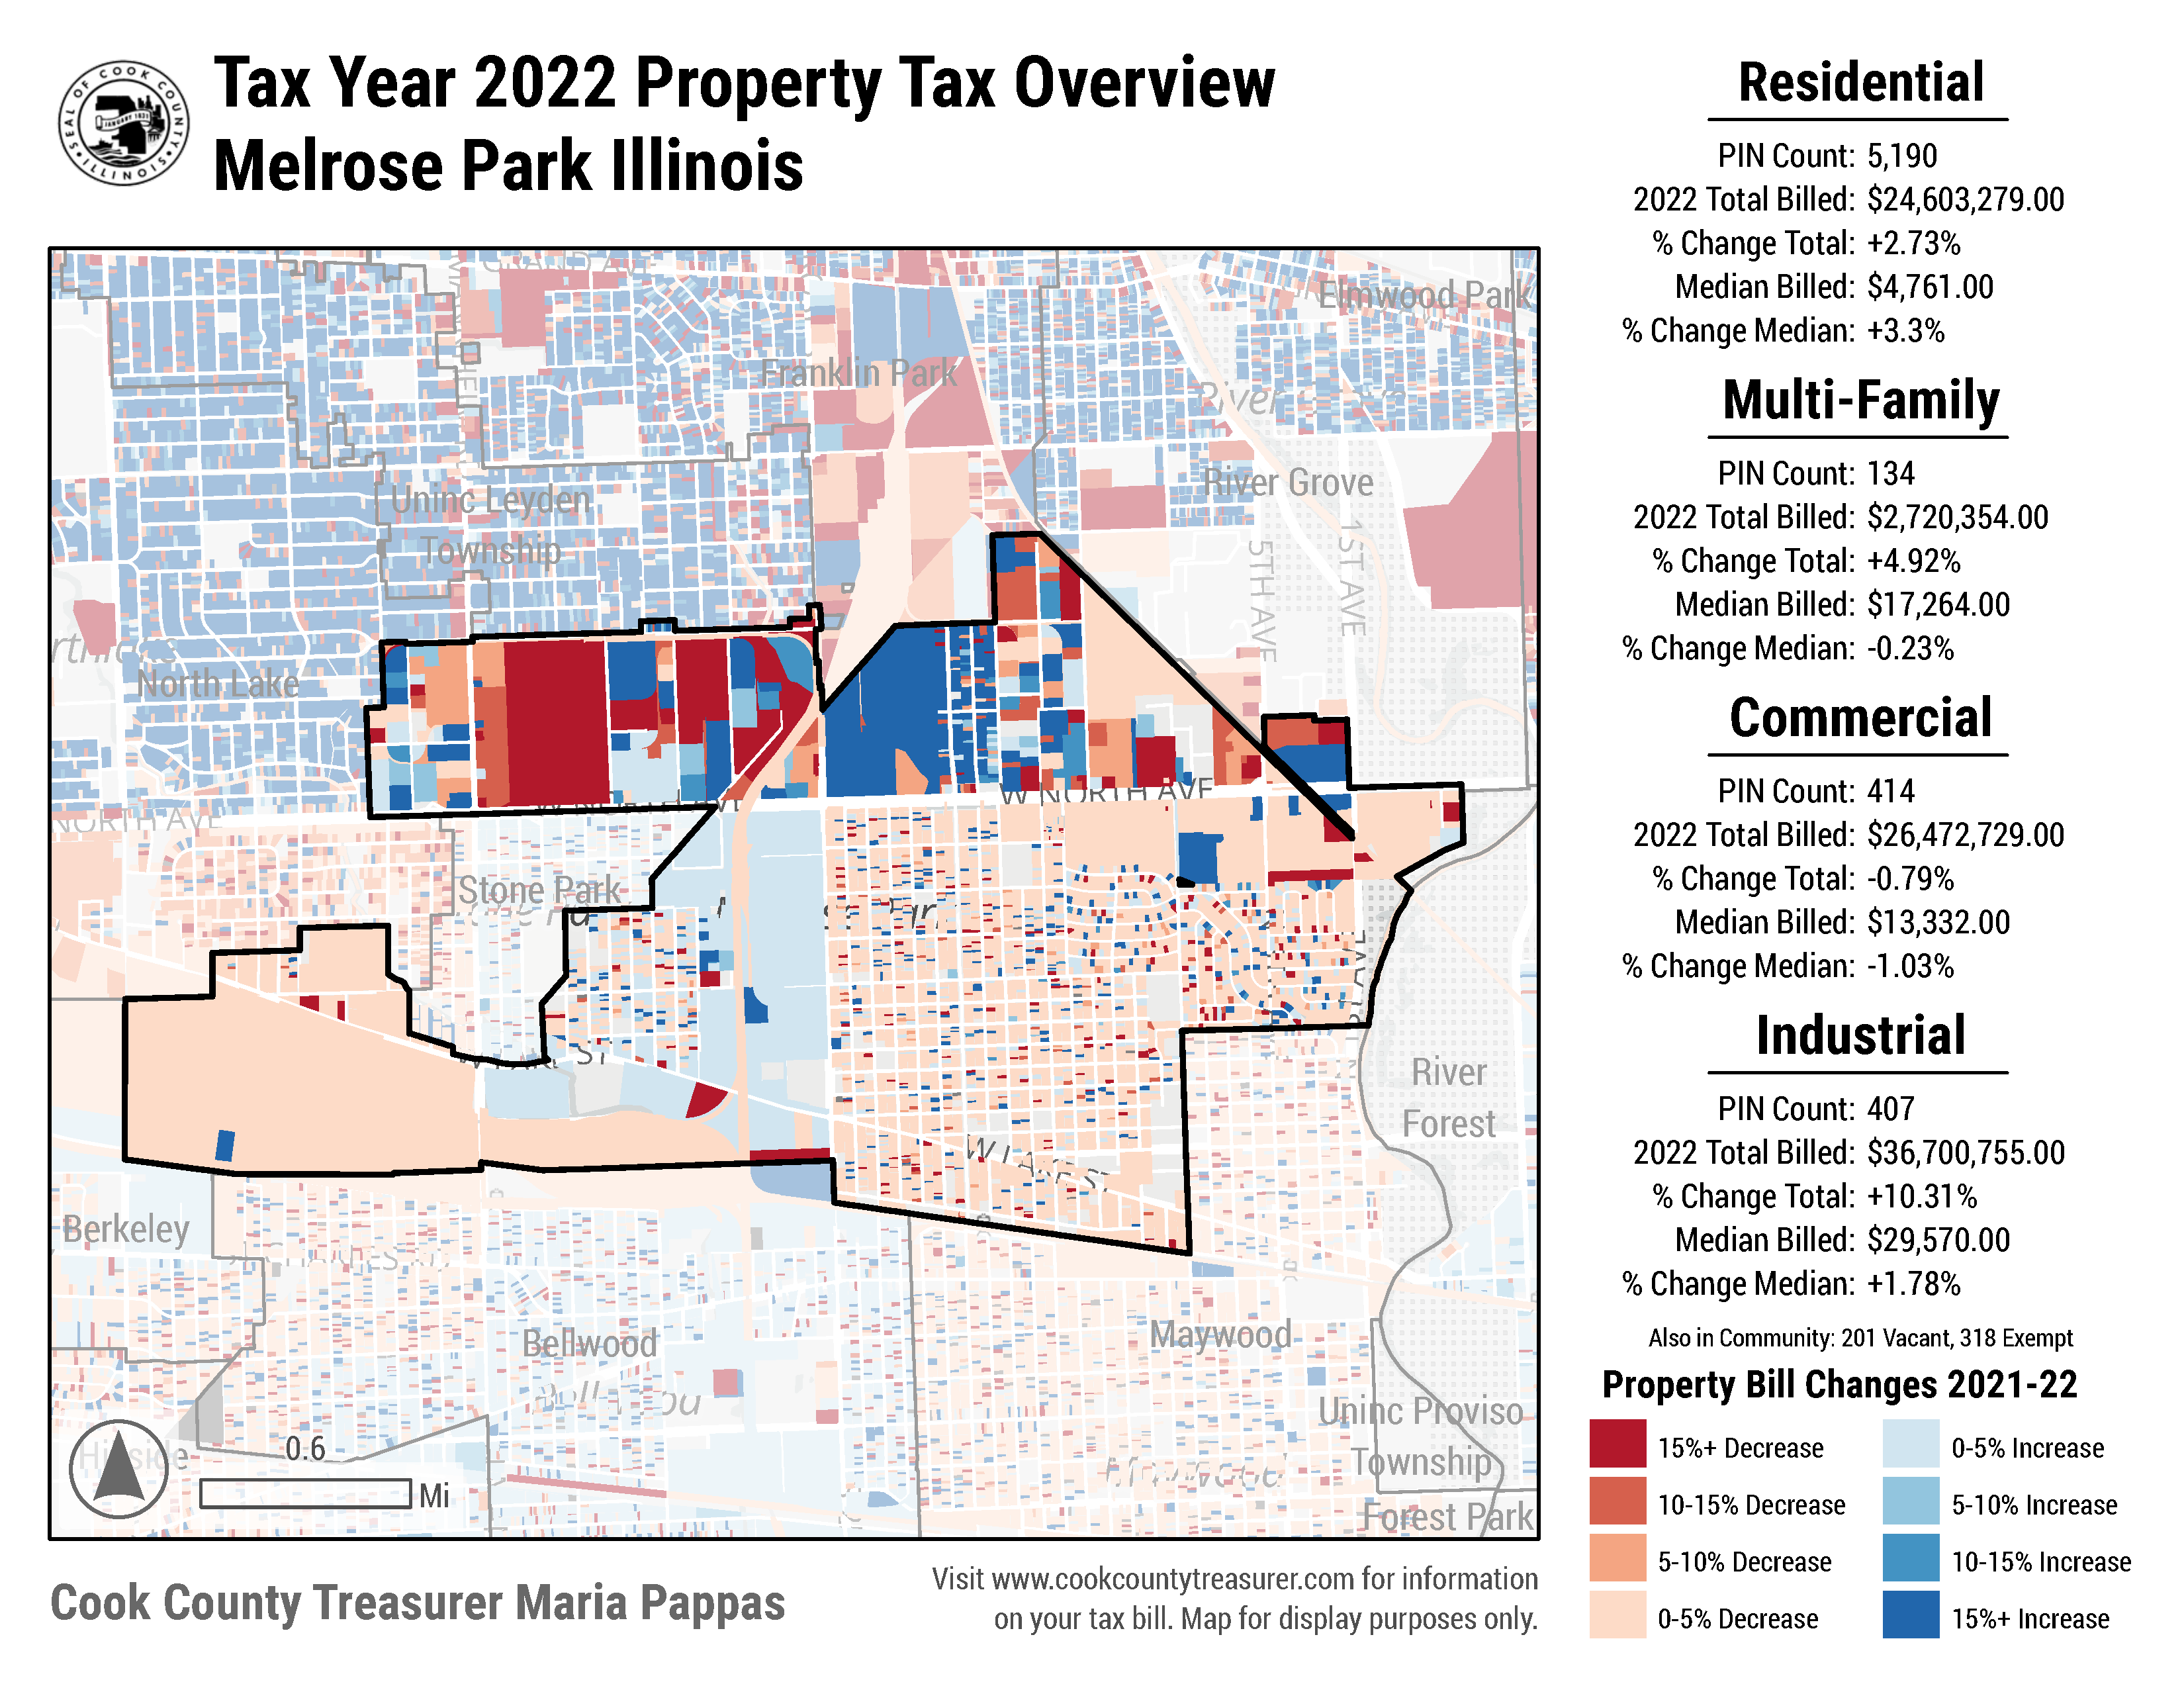 Tax Year 2022 Property Tax Overview
Melrose Park Illinois
SEAL OF COOK COUNTY
ILLINOIS
JANUARY 1831
Residential
PIN Count: 5,190
2022 Total Billed: $24,603,279.00
% Change Total: +2.73%
Median Billed: $4,761.00
% Change Median: +3.3%
Multi-Family
PIN Count: 134
2022 Total Billed: $2,720,354.00
% Change Total: +4.92%
Median Billed: $17,264.00
% Change Median: -0.23%
Commercial
PIN Count: 414
2022 Total Billed: $26,472,729.00
% Change Total: -0.79%
Median Billed: $13,332.00
% Change Median: -1.03%
Industrial
PIN Count: 407
2022 Total Billed: $36,700,755.00
% Change Total: +10.31%
Median Billed: $29,570.00
% Change Median: +1.78%
Also in Community: 201 Vacant, 318 Exempt
Property Bill Changes 2021-22
15%+ Decrease
10-15% Decrease
5-10% Decrease
0-5% Decrease
0-5% Increase
5-10% Increase
10-15% Increase
15%+ Increase
GRAND AVE
Elmwood Park
Franklin Park
River
Uninc Leyden
Township
River Grove
5TH AVE
1ST AVE
North Lake
W NORTH AVE
W NORTH AVE
NORTH AVE
Stone Park
W LAKE ST
W LAKE ST
River
Forest
Berkeley
Bellwood
Maywood
Maywood
Uninc Proviso
Township
Forest Park
Hillside
0.6
Mi
Cook County Treasurer Maria Pappas
Visit www.cookcountytreasurer.com for information
on your tax bill. Map for display purposes only.